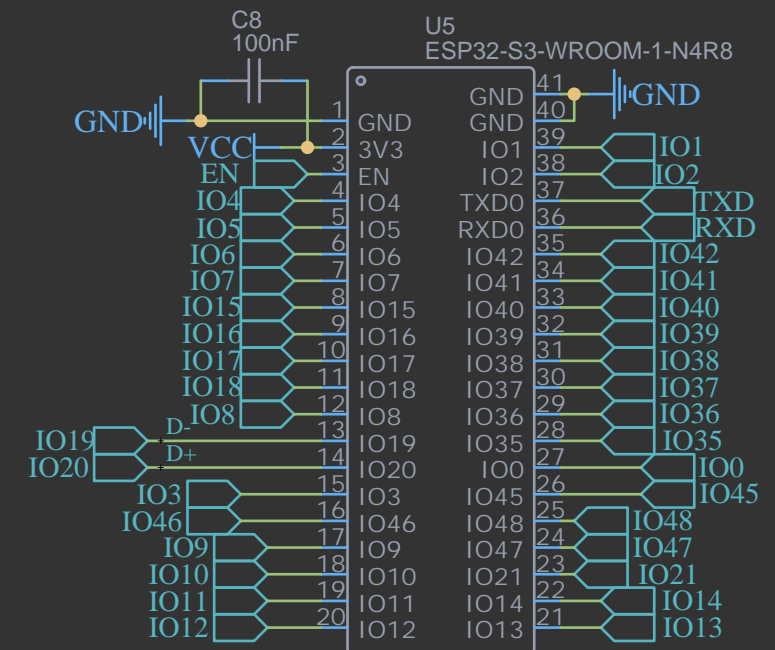 C8
100nF
U5
ESP32-S3-WROOM-1-N4R8
GND 1 GND GND 41 GND
VCC 2 3V3 GND 40
EN 3 EN IO1 39 IO1
IO4 4 IO4 IO2 38 IO2
IO5 5 IO5 TXD0 37 TXD
IO6 6 IO6 RXD0 36 RXD
IO7 7 IO7 IO42 35 IO42
IO15 8 IO15 IO41 34 IO41
IO16 9 IO16 IO40 33 IO40
IO17 10 IO17 IO39 32 IO39
IO18 11 IO18 IO38 31 IO38
IO8 12 IO8 IO37 30 IO37
IO19 D- 13 IO19 IO36 29 IO36
IO20 D+ 14 IO20 IO35 28 IO35
IO3 15 IO3 IO0 27 IO0
IO46 16 IO46 IO45 26 IO45
IO9 17 IO9 IO48 25 IO48
IO10 18 IO10 IO47 24 IO47
IO11 19 IO11 IO21 23 IO21
IO12 20 IO12 IO14 22 IO14
IO13 21 IO13